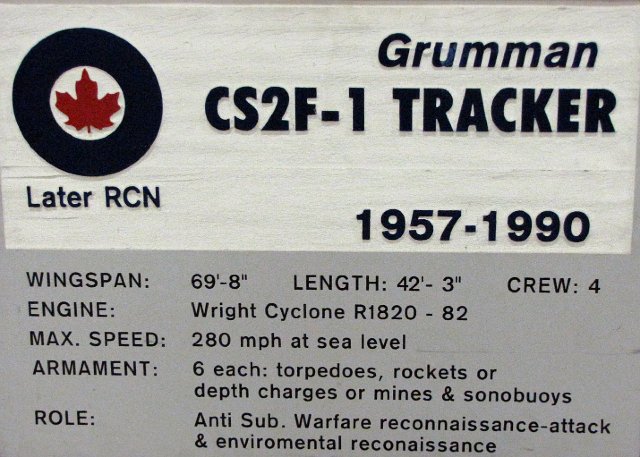 Grumman
CS2F-1 TRACKER
Later RCN
1957-1990
WINGSPAN: 69'-8" LENGTH: 42'- 3" CREW: 4
ENGINE: Wright Cyclone R1820 - 82
MAX. SPEED: 280 mph at sea level
ARMAMENT: 6 each: torpedoes, rockets or
depth charges or mines & sonobuoys
ROLE: Anti Sub. Warfare reconnaissance-attack
& enviromental reconaissance